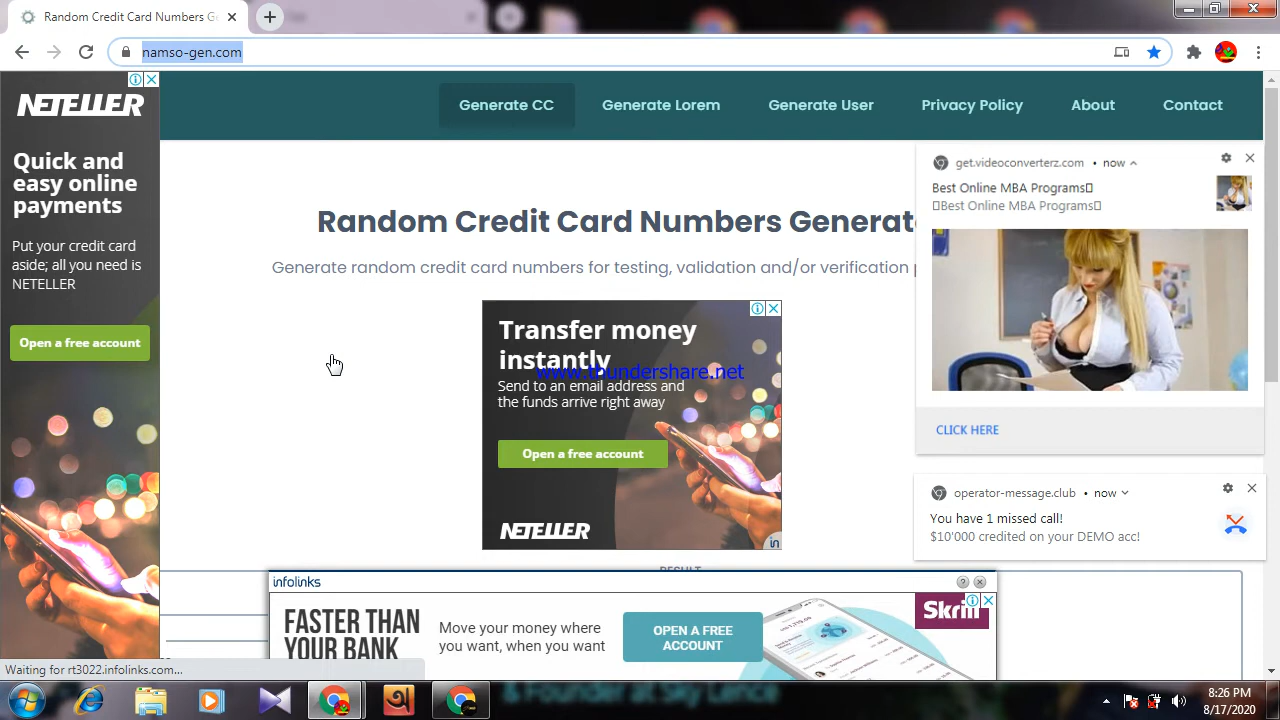 Random Credit Card Numbers Ge
namso-gen.com
NETELLER
Quick and
easy online
payments
Put your credit card
aside; all you need is
NETELLER
Open a free account
Generate CC
Generate Lorem
Generate User
Privacy Policy
About
Contact
Random Credit Card Numbers Generat
Generate random credit card numbers for testing, validation and/or verification p
Transfer money
instantly
www.thundershare.net
Send to an email address and
the funds arrive right away
Open a free account
NETELLER
in
get.videoconverterz.com • now
Best Online MBA Programs
Best Online MBA Programs
CLICK HERE
operator-message.club • now
You have 1 missed call!
$10'000 credited on your DEMO acc!
RESULT
infolinks
FASTER THAN
YOUR BANK
Move your money where
you want, when you want
OPEN A FREE
ACCOUNT
Skrill
Waiting for rt3022.infolinks.com...
8:26 PM
8/17/2020